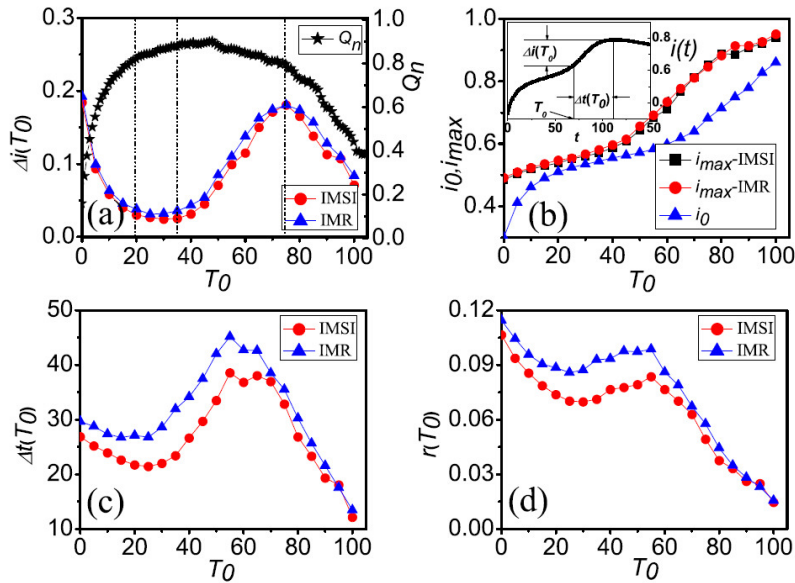 Δi(T₀)
0.3
0.2
0.1
0.0
Qₙ
IMSI
IMR
(a)
1.0
0.8
0.6
0.4
0.2
0.0
Qₙ
0 20 40 60 80 100
T₀
i₀,iₘₐₓ
1.0
0.8
0.6
0.4
i(t)
0.8
0.4
Δi(T₀)
Δt(T₀)
T₀
0 50 100 50
t
iₘₐₓ-IMSI
iₘₐₓ-IMR
i₀
(b)
0 20 40 60 80 100
T₀
Δt(T₀)
50
40
30
20
10
IMSI
IMR
(c)
0 20 40 60 80 100
T₀
r(T₀)
0.12
0.09
0.06
0.03
0.00
IMSI
IMR
(d)
0 20 40 60 80 100
T₀